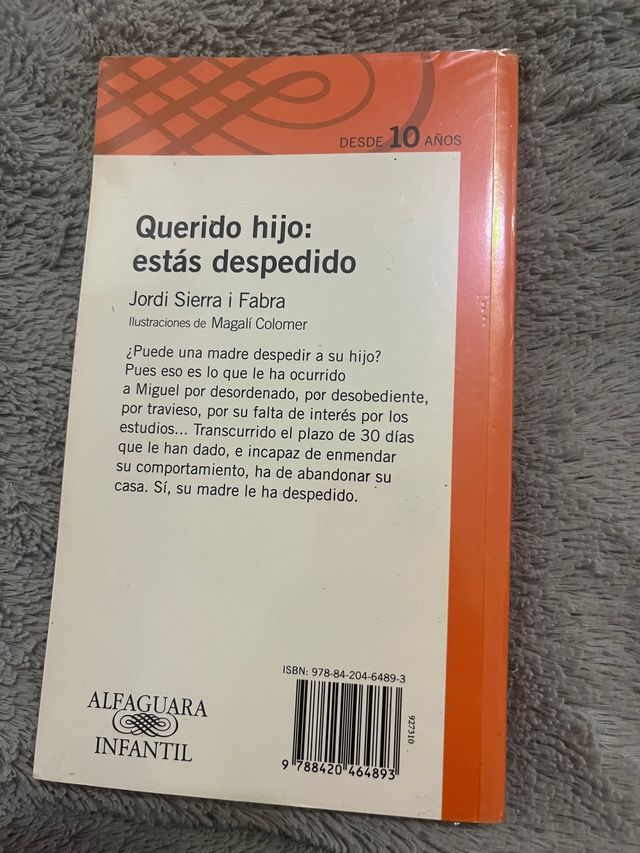 DESDE 10 AÑOS
Querido hijo:
estás despedido
Jordi Sierra i Fabra
Ilustraciones de Magalí Colomer
¿Puede una madre despedir a su hijo?
Pues eso es lo que le ha ocurrido
a Miguel por desordenado, por desobediente,
por travieso, por su falta de interés por los
estudios... Transcurrido el plazo de 30 días
que le han dado, e incapaz de enmendar
su comportamiento, ha de abandonar su
casa. Sí, su madre le ha despedido.
ISBN: 978-84-204-6489-3
927310
9 788420 464893
ALFAGUARA
INFANTIL